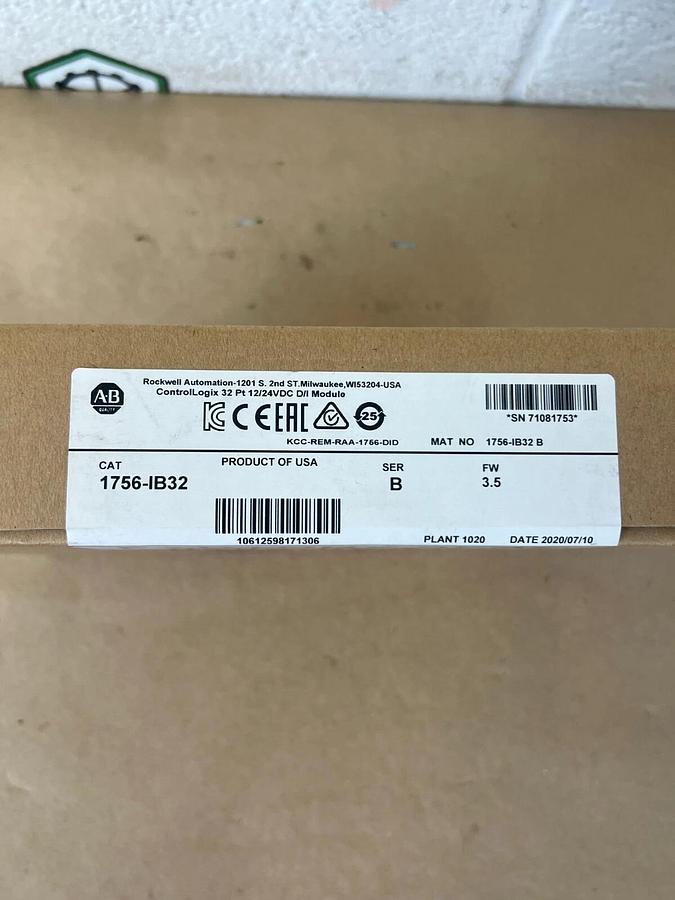 A·B
QUALITY
Rockwell Automation-1201 S. 2nd ST.Milwaukee,WI53204-USA
ControlLogix 32 Pt 12/24VDC D/I Module
CE EAC 25
*SN 71081753*
KCC-REM-RAA-1756-DID
MAT NO 1756-IB32 B
CAT
1756-IB32
PRODUCT OF USA
SER
B
FW
3.5
10612598171306
PLANT 1020
DATE 2020/07/10